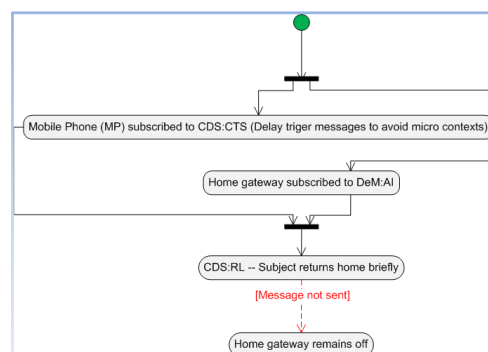 Mobile Phone (MP) subscribed to CDS:CTS (Delay triger messages to avoid micro contexts)
Home gateway subscribed to DeM:AI
CDS:RL -- Subject returns home briefly
[Message not sent]
Home gateway remains off